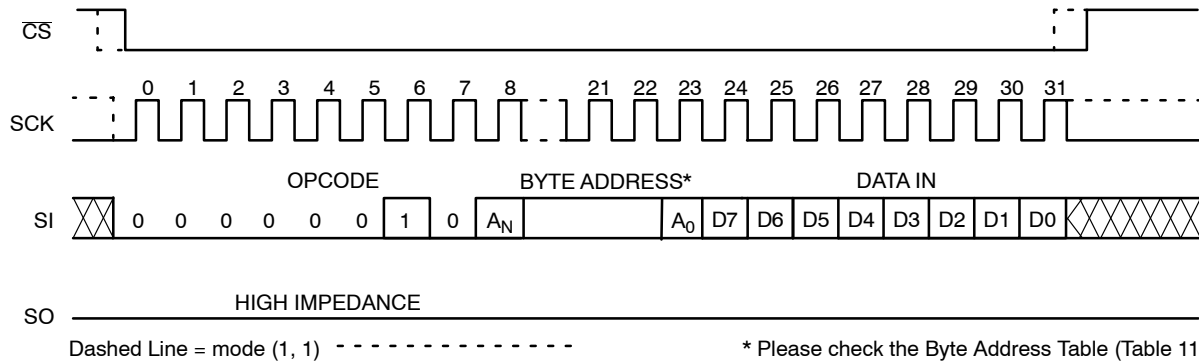 CS
0 1 2 3 4 5 6 7 8 21 22 23 24 25 26 27 28 29 30 31
SCK
OPCODE BYTE ADDRESS* DATA IN
SI 0 0 0 0 0 0 1 0 AN A0 D7 D6 D5 D4 D3 D2 D1 D0
HIGH IMPEDANCE
SO
Dashed Line = mode (1, 1) * Please check the Byte Address Table (Table 11